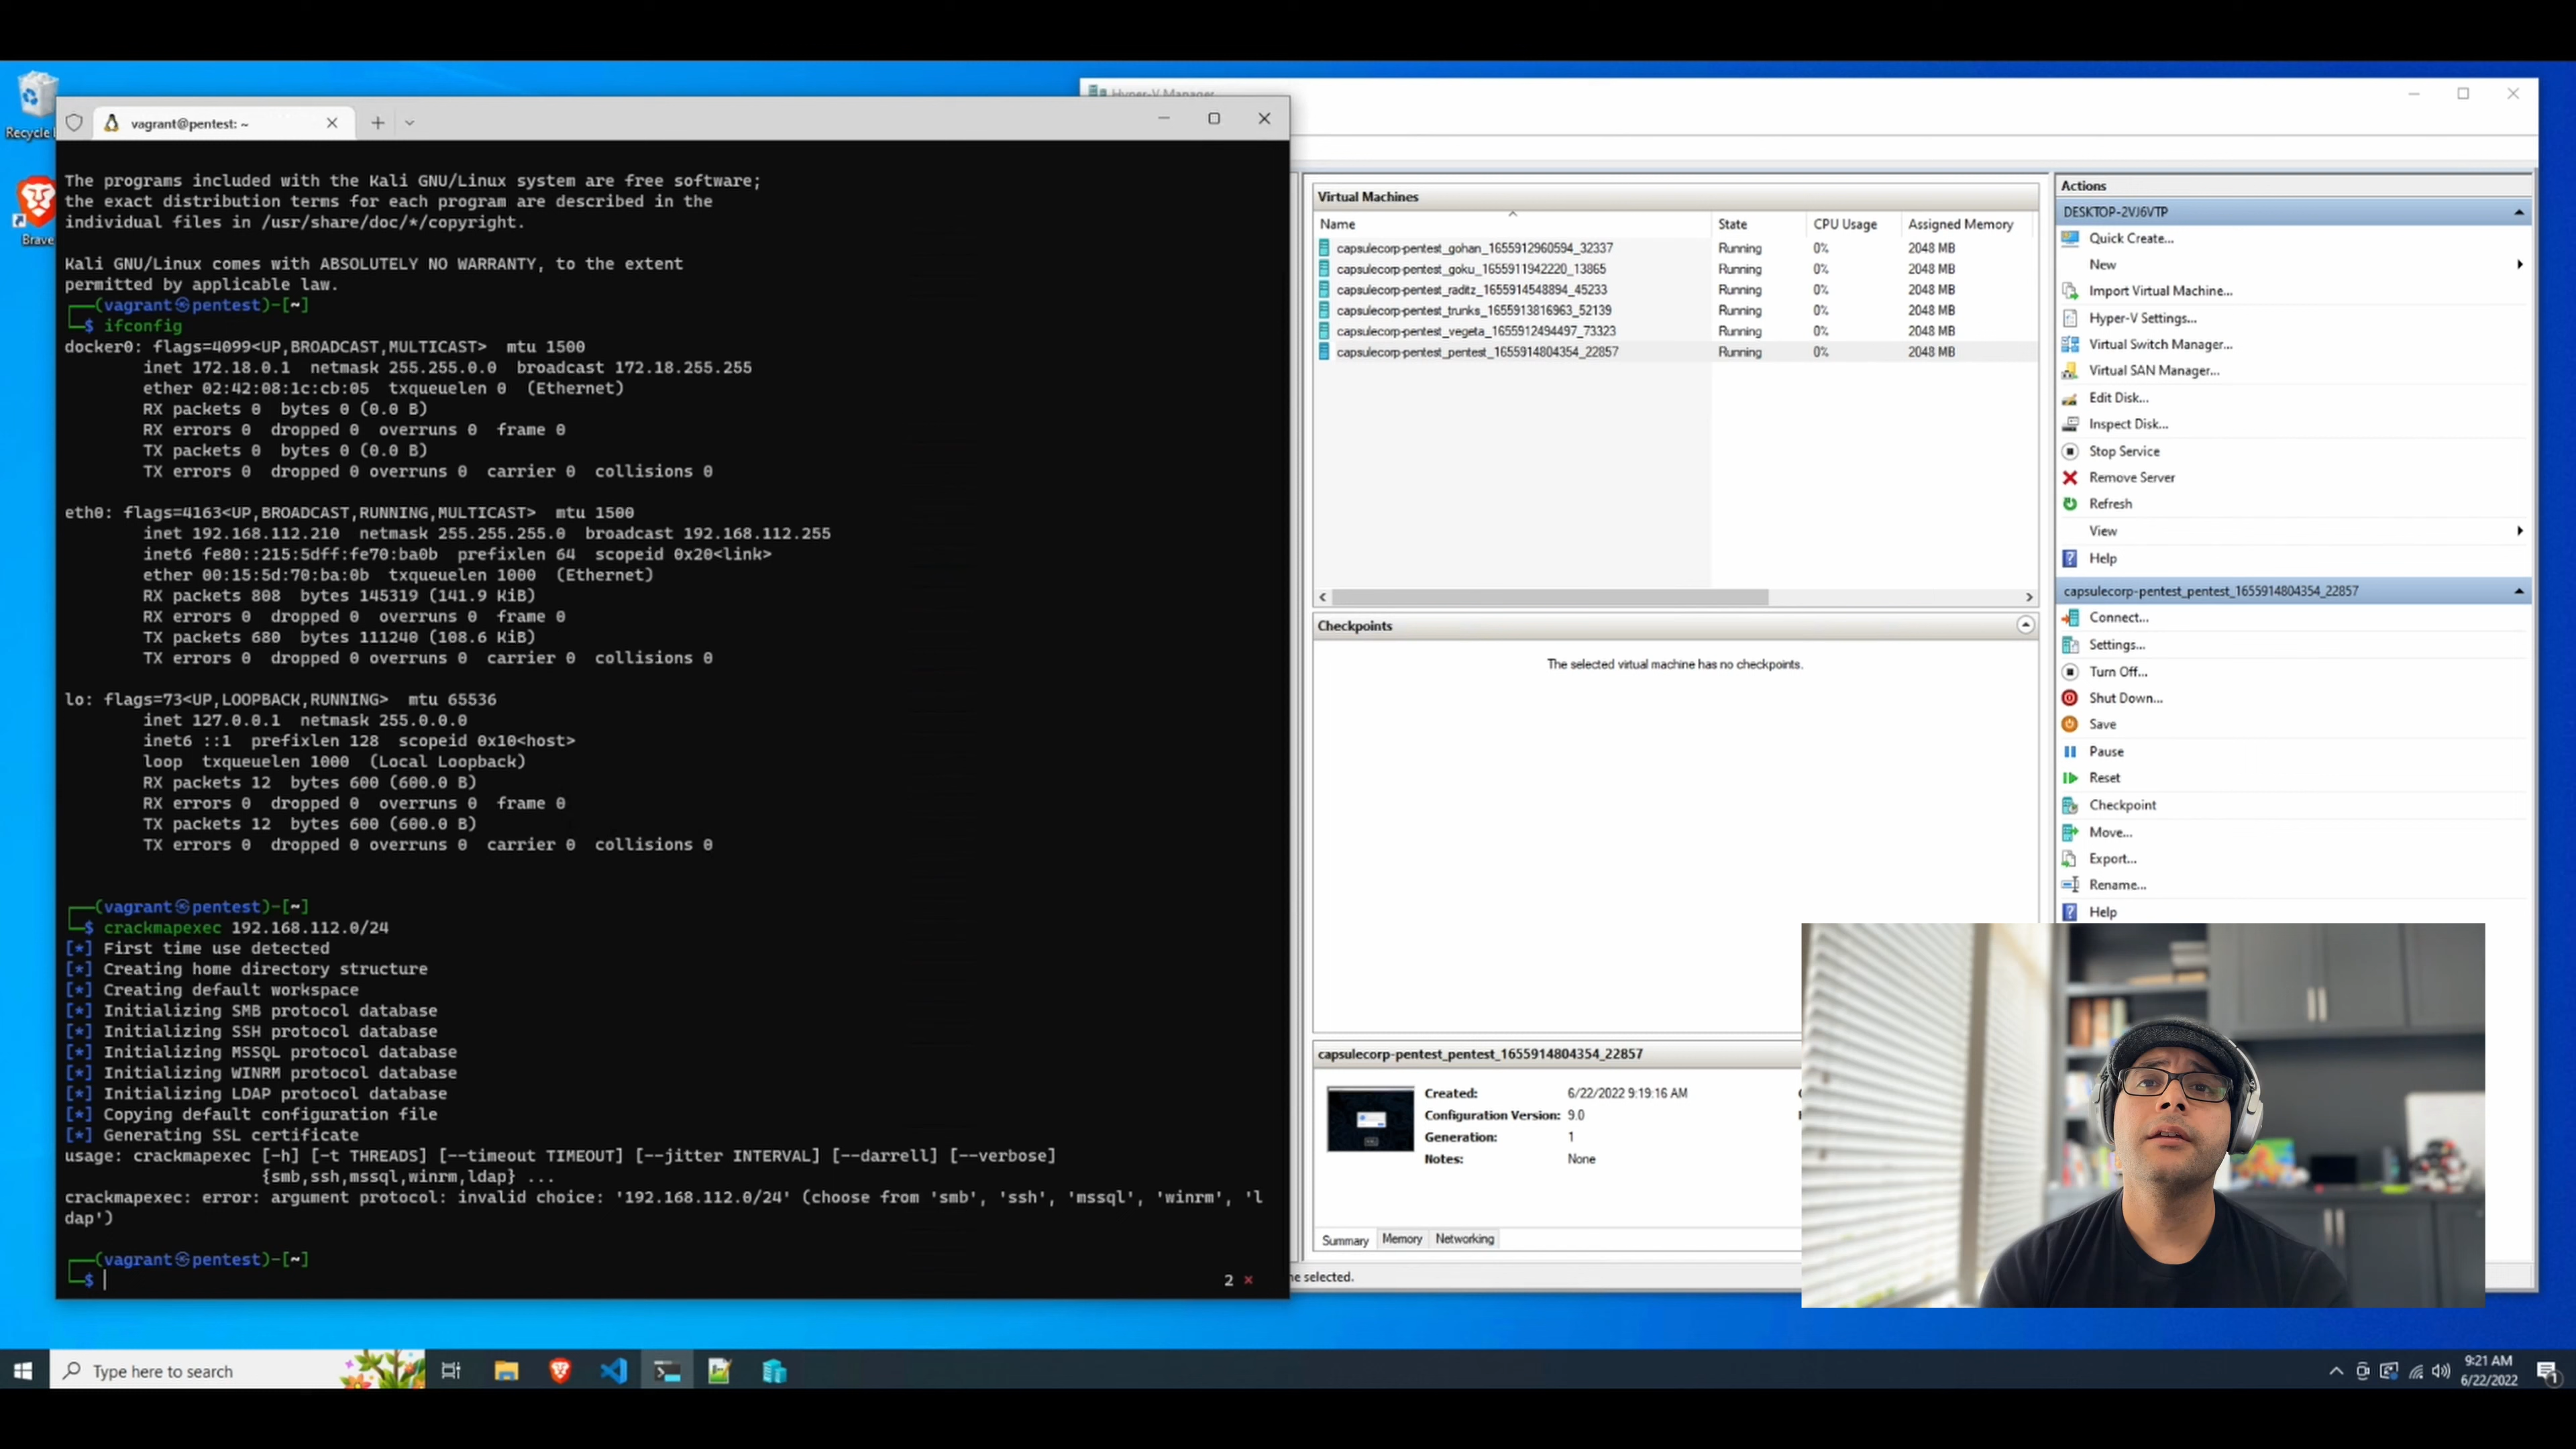 Recycle
Brave
vagrant@pentest: ~
The programs included with the Kali GNU/Linux system are free software;
the exact distribution terms for each program are described in the
individual files in /usr/share/doc/*/copyright.
Kali GNU/Linux comes with ABSOLUTELY NO WARRANTY, to the extent
permitted by applicable law.
┌──(vagrant㉿pentest)-[~]
└─$ ifconfig
docker0: flags=4099<UP,BROADCAST,MULTICAST>  mtu 1500
inet 172.18.0.1  netmask 255.255.0.0  broadcast 172.18.255.255
ether 02:42:08:1c:cb:05  txqueuelen 0  (Ethernet)
RX packets 0  bytes 0 (0.0 B)
RX errors 0  dropped 0  overruns 0  frame 0
TX packets 0  bytes 0 (0.0 B)
TX errors 0  dropped 0 overruns 0  carrier 0  collisions 0
eth0: flags=4163<UP,BROADCAST,RUNNING,MULTICAST>  mtu 1500
inet 192.168.112.210  netmask 255.255.255.0  broadcast 192.168.112.255
inet6 fe80::215:5dff:fe70:ba0b  prefixlen 64  scopeid 0x20<link>
ether 00:15:5d:70:ba:0b  txqueuelen 1000  (Ethernet)
RX packets 808  bytes 145319 (141.9 KiB)
RX errors 0  dropped 0  overruns 0  frame 0
TX packets 680  bytes 111240 (108.6 KiB)
TX errors 0  dropped 0 overruns 0  carrier 0  collisions 0
lo: flags=73<UP,LOOPBACK,RUNNING>  mtu 65536
inet 127.0.0.1  netmask 255.0.0.0
inet6 ::1  prefixlen 128  scopeid 0x10<host>
loop  txqueuelen 1000  (Local Loopback)
RX packets 12  bytes 600 (600.0 B)
RX errors 0  dropped 0  overruns 0  frame 0
TX packets 12  bytes 600 (600.0 B)
TX errors 0  dropped 0 overruns 0  carrier 0  collisions 0
┌──(vagrant㉿pentest)-[~]
└─$ crackmapexec 192.168.112.0/24
[*] First time use detected
[*] Creating home directory structure
[*] Creating default workspace
[*] Initializing SMB protocol database
[*] Initializing SSH protocol database
[*] Initializing MSSQL protocol database
[*] Initializing WINRM protocol database
[*] Initializing LDAP protocol database
[*] Copying default configuration file
[*] Generating SSL certificate
usage: crackmapexec [-h] [-t THREADS] [--timeout TIMEOUT] [--jitter INTERVAL] [--darrell] [--verbose]
{smb,ssh,mssql,winrm,ldap} ...
crackmapexec: error: argument protocol: invalid choice: '192.168.112.0/24' (choose from 'smb', 'ssh', 'mssql', 'winrm', 'l
dap')
┌──(vagrant㉿pentest)-[~]
└─$
2 ×
Hyper-V Manager
Virtual Machines
Name State CPU Usage Assigned Memory
capsulecorp-pentest_gohan_1655912960594_32337 Running 0% 2048 MB
capsulecorp-pentest_goku_1655911942220_13865 Running 0% 2048 MB
capsulecorp-pentest_raditz_1655914548894_45233 Running 0% 2048 MB
capsulecorp-pentest_trunks_1655913816963_52139 Running 0% 2048 MB
capsulecorp-pentest_vegeta_1655912494497_73323 Running 0% 2048 MB
capsulecorp-pentest_pentest_1655914804354_22857 Running 0% 2048 MB
Checkpoints
The selected virtual machine has no checkpoints.
capsulecorp-pentest_pentest_1655914804354_22857
Created: 6/22/2022 9:19:16 AM
Configuration Version: 9.0
Generation: 1
Notes: None
Summary Memory Networking
selected.
Actions
DESKTOP-2VJ6VTP
Quick Create...
New
Import Virtual Machine...
Hyper-V Settings...
Virtual Switch Manager...
Virtual SAN Manager...
Edit Disk...
Inspect Disk...
Stop Service
Remove Server
Refresh
View
Help
capsulecorp-pentest_pentest_1655914804354_22857
Connect...
Settings...
Turn Off...
Shut Down...
Save
Pause
Reset
Checkpoint
Move...
Export...
Rename...
Help
Type here to search
9:21 AM
6/22/2022
1